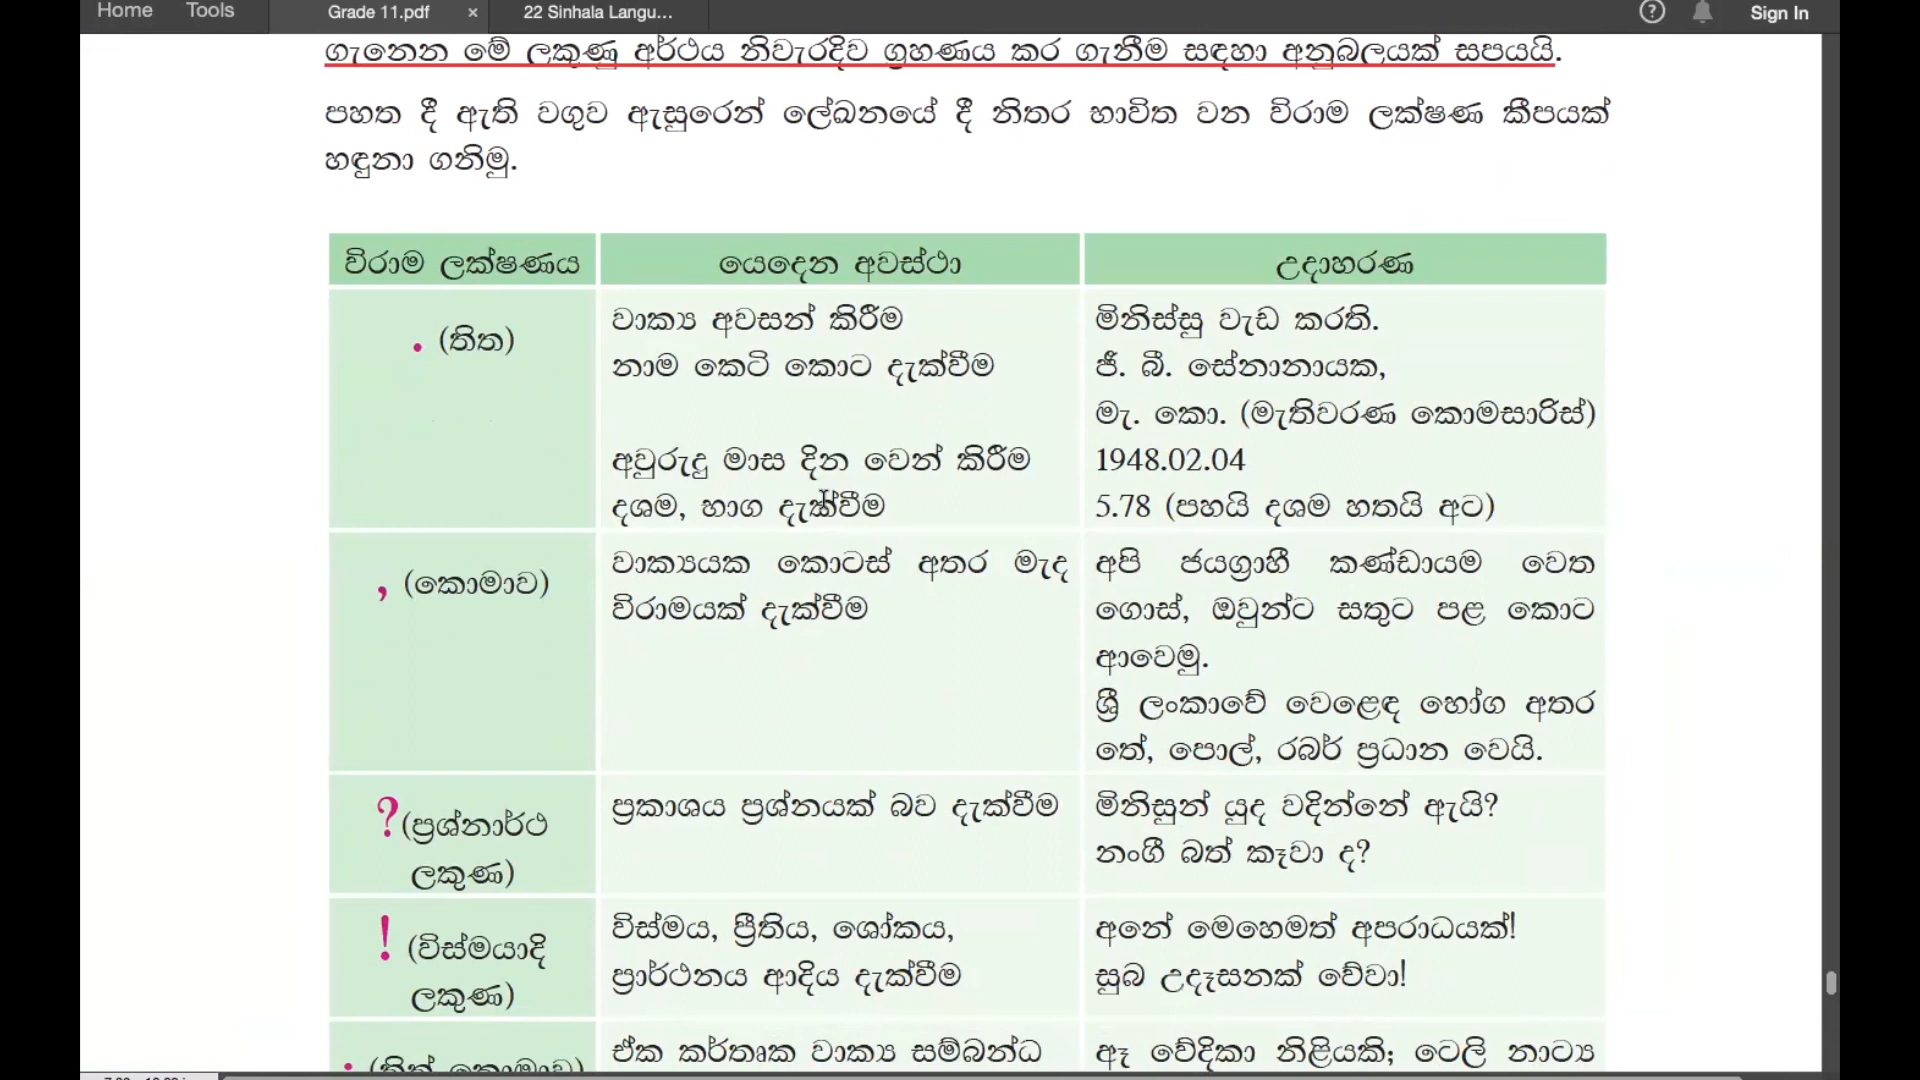 Home Tools Grade 11.pdf × 22 Sinhala Langu... ? Sign In
ගැනෙන මේ ලකුණු අර්ථය නිවැරදිව ග්‍රහණය කර ගැනීම සඳහා අනුබලයක් සපයයි.
පහත දී ඇති වගුව ඇසුරෙන් ලේඛනයේ දී නිතර භාවිත වන විරාම ලක්ෂණ කීපයක්
හඳුනා ගනිමු.
විරාම ලක්ෂණය යෙදෙන අවස්ථා උදාහරණ
. (තිත)
වාක්‍ය අවසන් කිරීම
නාම කෙටි කොට දැක්වීම
අවුරුදු මාස දින වෙන් කිරීම
දශම, භාග දැක්වීම
මිනිස්සු වැඩ කරති.
ජී. බී. සේනානායක,
මැ. කො. (මැතිවරණ කොමසාරිස්)
1948.02.04
5.78 (පහයි දශම හතයි අට)
, (කොමාව)
වාක්‍යයක කොටස් අතර මැද
විරාමයක් දැක්වීම
අපි ජයග්‍රාහී කණ්ඩායම වෙත
ගොස්, ඔවුන්ට සතුට පළ කොට
ආවෙමු.
ශ්‍රී ලංකාවේ වෙළෙඳ භෝග අතර
තේ, පොල්, රබර් ප්‍රධාන වෙයි.
? (ප්‍රශ්නාර්ථ
ලකුණ)
ප්‍රකාශය ප්‍රශ්නයක් බව දැක්වීම
මිනිසුන් යුද වදින්නේ ඇයි?
නංගී බත් කෑවා ද?
! (විස්මයාදි
ලකුණ)
විස්මය, ප්‍රීතිය, ශෝකය,
ප්‍රාර්ථනය ආදිය දැක්වීම
අනේ මෙහෙමත් අපරාධයක්!
සුබ උදෑසනක් වේවා!
ඒක කර්තෘක වාක්‍ය සම්බන්ධ
ඈ වේදිකා නිළියකි; ටෙලි නාට්‍ය